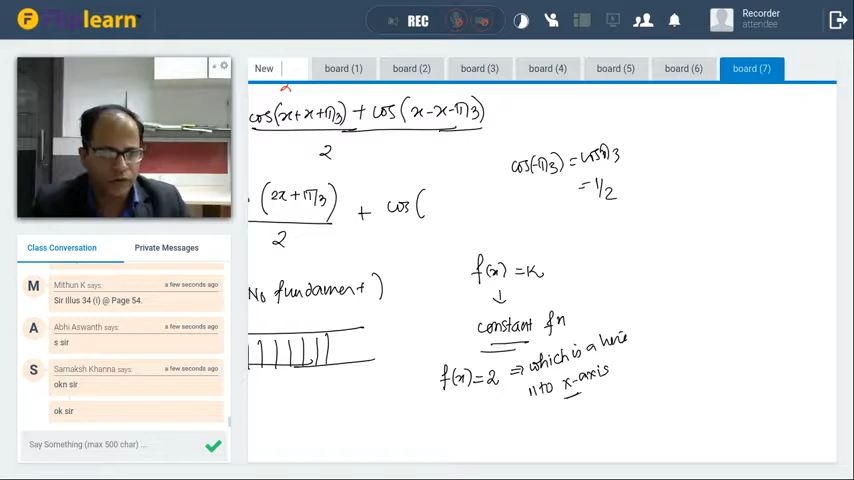 Fhplearn
REC
Recorder
attendee
New
board (1)
board (2)
board (3)
board (4)
board (5)
board (6)
board (7)
2
cos(x+x+π/3) + cos(x-x-π/3)
2
cos(-π/3) = cosπ/3
= 1/2
(2x+π/3) + cos(
2
No fundament)
f(x) = K
↓
constant fn
f(x) = 2 ⇒ which is a
11 to x-axis
Class Conversation
Private Messages
M
Mithun K says:
a few seconds ago
Sir Illus 34 (i) @ Page 54.
A
Abhi Aswanth says:
a few seconds ago
s sir
S
Samaksh Khanna says:
a few seconds ago
okn sir
ok sir
Say Something (max 500 char) ...